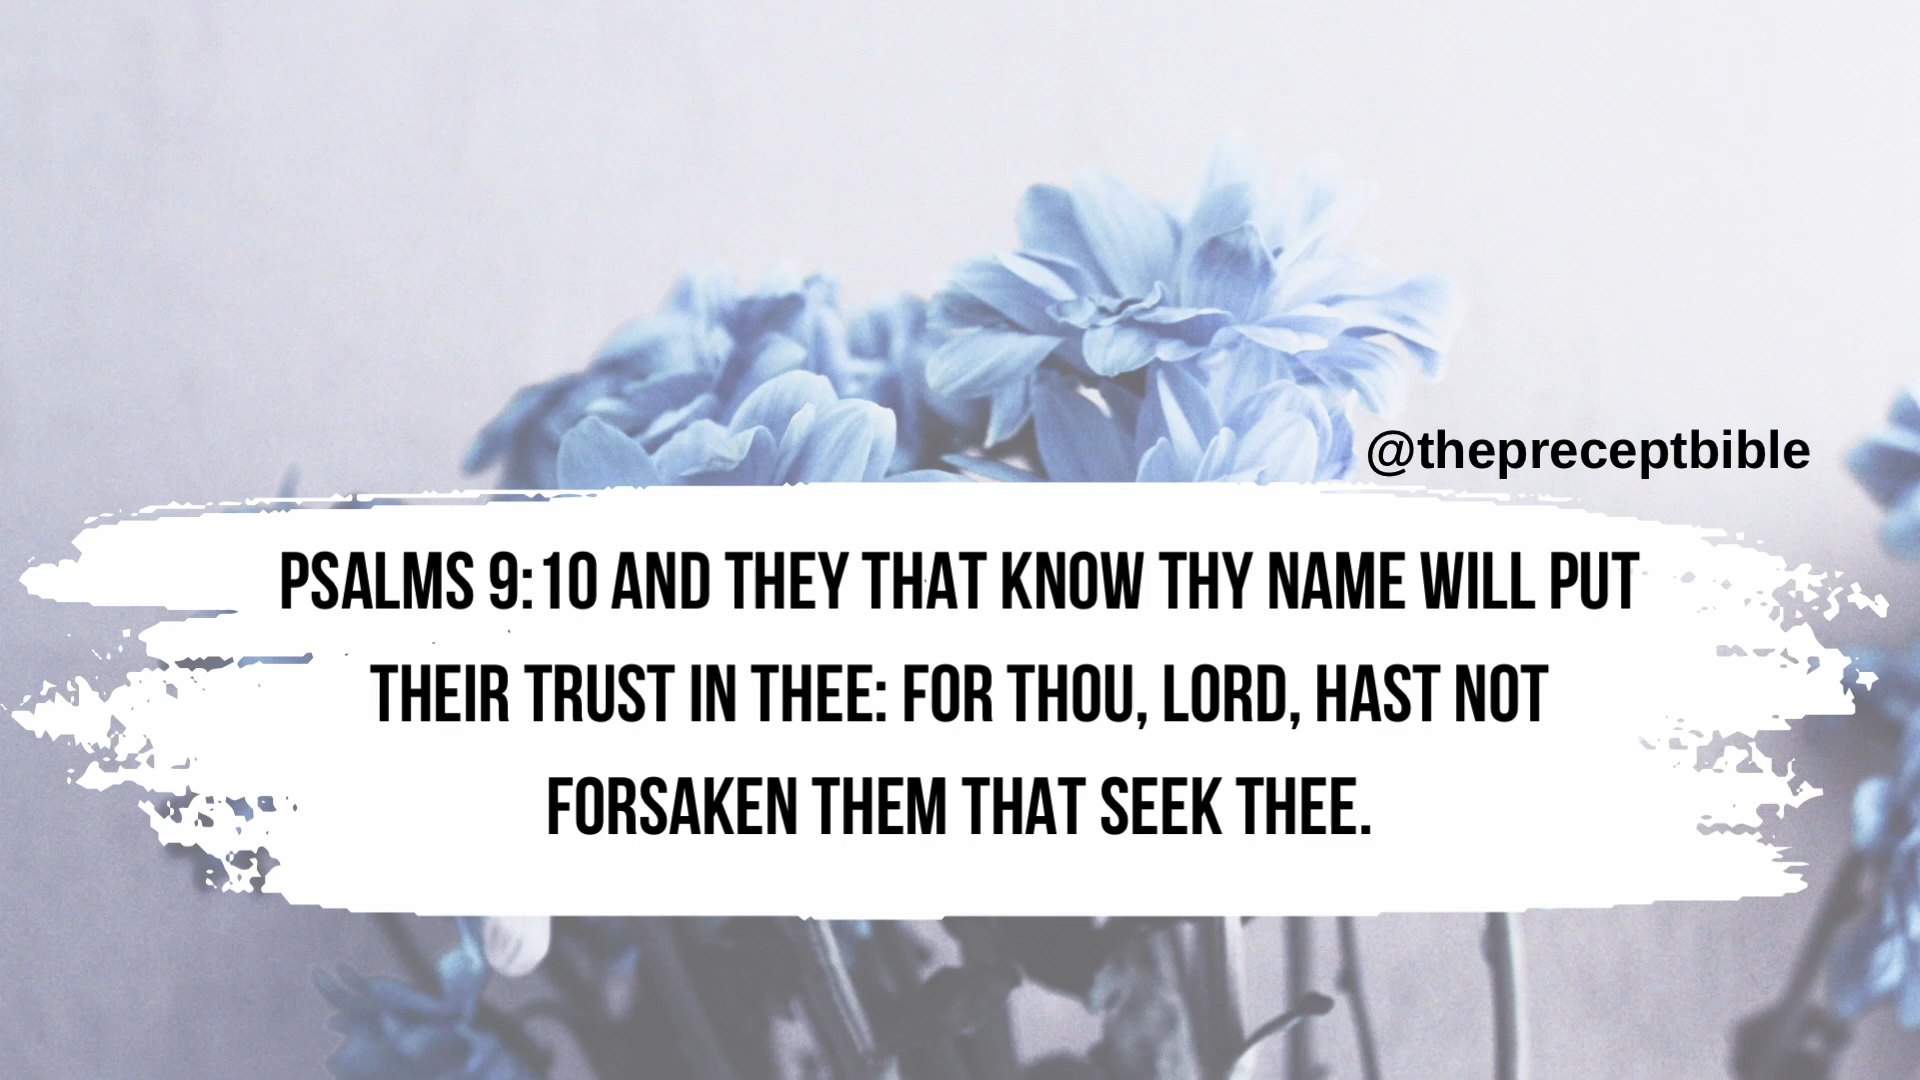 @thepreceptbible
PSALMS 9:10 AND THEY THAT KNOW THY NAME WILL PUT
THEIR TRUST IN THEE: FOR THOU, LORD, HAST NOT
FORSAKEN THEM THAT SEEK THEE.